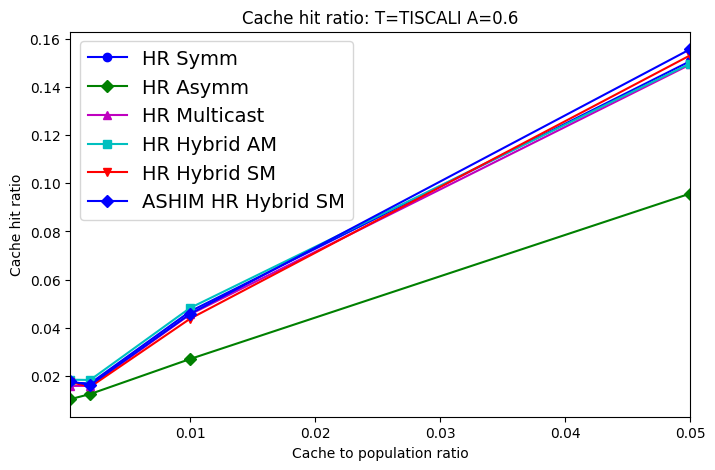 Cache hit ratio: T=TISCALI A=0.6
0.16
0.14
0.12
0.10
0.08
0.06
0.04
0.02
Cache hit ratio
HR Symm
HR Asymm
HR Multicast
HR Hybrid AM
HR Hybrid SM
ASHIM HR Hybrid SM
0.01
0.02
0.03
0.04
0.05
Cache to population ratio